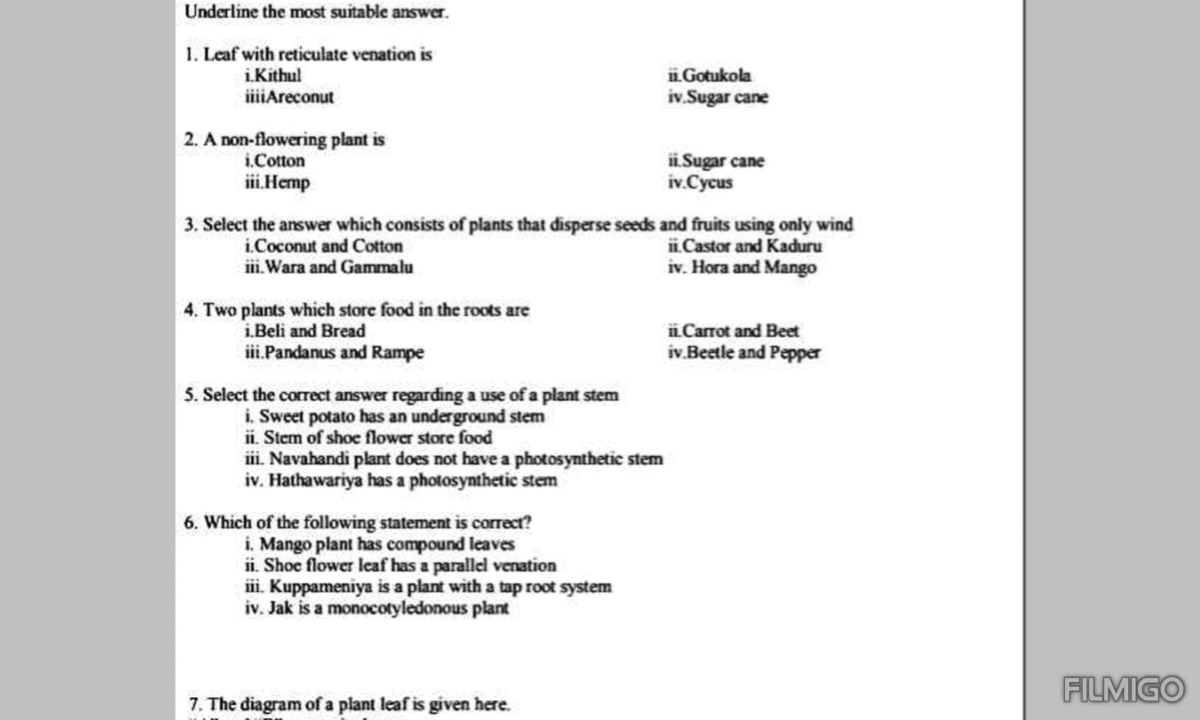 Underline the most suitable answer.
1. Leaf with reticulate venation is
i.Kithul ii.Gotukola
iiiiAreconut iv.Sugar cane
2. A non-flowering plant is
i.Cotton ii.Sugar cane
iii.Hemp iv.Cycus
3. Select the answer which consists of plants that disperse seeds and fruits using only wind
i.Coconut and Cotton ii.Castor and Kaduru
iii.Wara and Gammalu iv. Hora and Mango
4. Two plants which store food in the roots are
i.Beli and Bread ii.Carrot and Beet
iii.Pandanus and Rampe iv.Beetle and Pepper
5. Select the correct answer regarding a use of a plant stem
i. Sweet potato has an underground stem
ii. Stem of shoe flower store food
iii. Navahandi plant does not have a photosynthetic stem
iv. Hathawariya has a photosynthetic stem
6. Which of the following statement is correct?
i. Mango plant has compound leaves
ii. Shoe flower leaf has a parallel venation
iii. Kuppameniya is a plant with a tap root system
iv. Jak is a monocotyledonous plant
7. The diagram of a plant leaf is given here.
FILMIGO